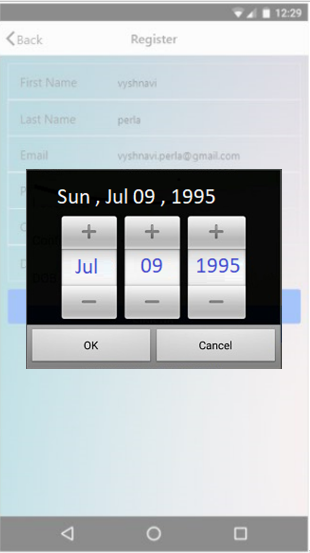 12:29
Back Register
First Name vyshnavi
Last Name perla
Email vyshnavi.perla@gmail.com
Sun , Jul 09 , 1995
+ + +
Jul 09 1995
− − −
OK Cancel